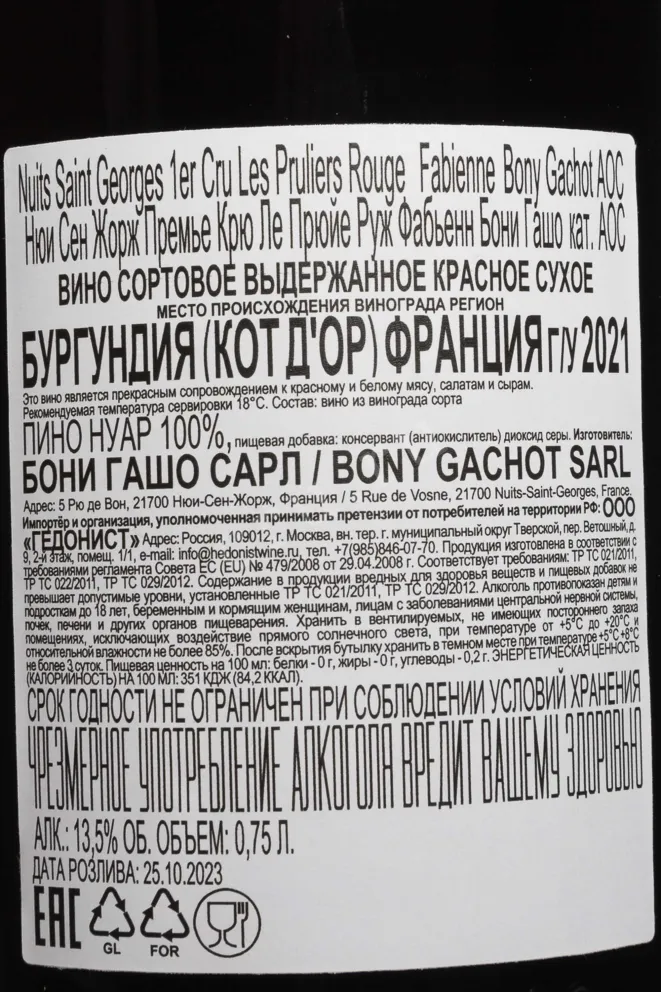 Nuits Saint Georges 1er Cru Les Pruliers Rouge Fabienne Bony Gachot AOC
Нюи Сен Жорж Премье Крю Ле Прюйе Руж Фабьенн Бони Гашо кат. АОС
ВИНО СОРТОВОЕ ВЫДЕРЖАННОЕ КРАСНОЕ СУХОЕ
МЕСТО ПРОИСХОЖДЕНИЯ ВИНОГРАДА РЕГИОН
БУРГУНДИЯ (КОТ Д'ОР) ФРАНЦИЯ Г/У 2021
Это вино является прекрасным сопровождением к красному и белому мясу, салатам и сырам.
Рекомендуемая температура сервировки 18°С. Состав: вино из винограда сорта
ПИНО НУАР 100%, пищевая добавка: консервант (антиокислитель) диоксид серы. Изготовитель:
БОНИ ГАШО САРЛ / BONY GACHOT SARL
Адрес: 5 Рю де Вон, 21700 Нюи-Сен-Жорж, Франция / 5 Rue de Vosne, 21700 Nuits-Saint-Georges, France.
Импортёр и организация, уполномоченная принимать претензии от потребителей на территории РФ: ООО
«ГЕДОНИСТ» Адрес: Россия, 109012, г. Москва, вн. тер. г. муниципальный округ Тверской, пер. Ветошный, д.
9, 2-й этаж, помещ. 1/1, e-mail: info@hedonistwine.ru, тел. +7(985)846-07-70. Продукция изготовлена в соответствии с
требованиями регламента Совета ЕС (EU) № 479/2008 от 29.04.2008 г. Соответствует требованиям: ТР ТС 021/2011,
ТР ТС 022/2011, ТР ТС 029/2012. Содержание в продукции вредных для здоровья веществ и пищевых добавок не
превышает допустимые уровни, установленные ТР ТС 021/2011, ТР ТС 029/2012. Алкоголь противопоказан детям и
подросткам до 18 лет, беременным и кормящим женщинам, лицам с заболеваниями центральной нервной системы,
почек, печени и других органов пищеварения. Хранить в вентилируемых, не имеющих постороннего запаха
помещениях, исключающих воздействие прямого солнечного света, при температуре от +5°С до +20°С и
относительной влажности не более 85%. После вскрытия бутылку хранить в темном месте при температуре +5°С+8°С
не более 3 суток. Пищевая ценность на 100 мл: белки - 0 г, жиры - 0 г, углеводы - 0,2 г. ЭНЕРГЕТИЧЕСКАЯ ЦЕННОСТЬ
(КАЛОРИЙНОСТЬ) НА 100 МЛ: 351 КДЖ (84,2 ККАЛ).
СРОК ГОДНОСТИ НЕ ОГРАНИЧЕН ПРИ СОБЛЮДЕНИИ УСЛОВИЙ ХРАНЕНИЯ
ЧРЕЗМЕРНОЕ УПОТРЕБЛЕНИЕ АЛКОГОЛЯ ВРЕДИТ ВАШЕМУ ЗДОРОВЬЮ
АЛК.: 13,5% ОБ. ОБЪЕМ: 0,75 Л.
ДАТА РОЗЛИВА: 25.10.2023
ЕАС
GL FOR